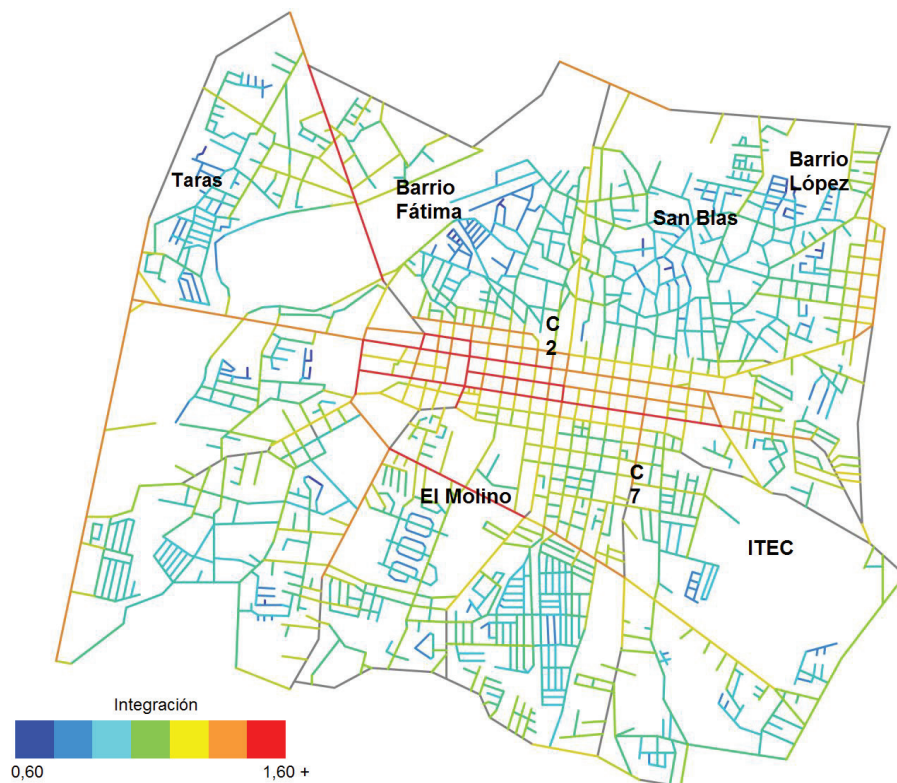 Barrio
López
Taras
Barrio
Fátima
San Blas
C
2
C
7
El Molino
ITEC
Integración
0,60
1,60 +